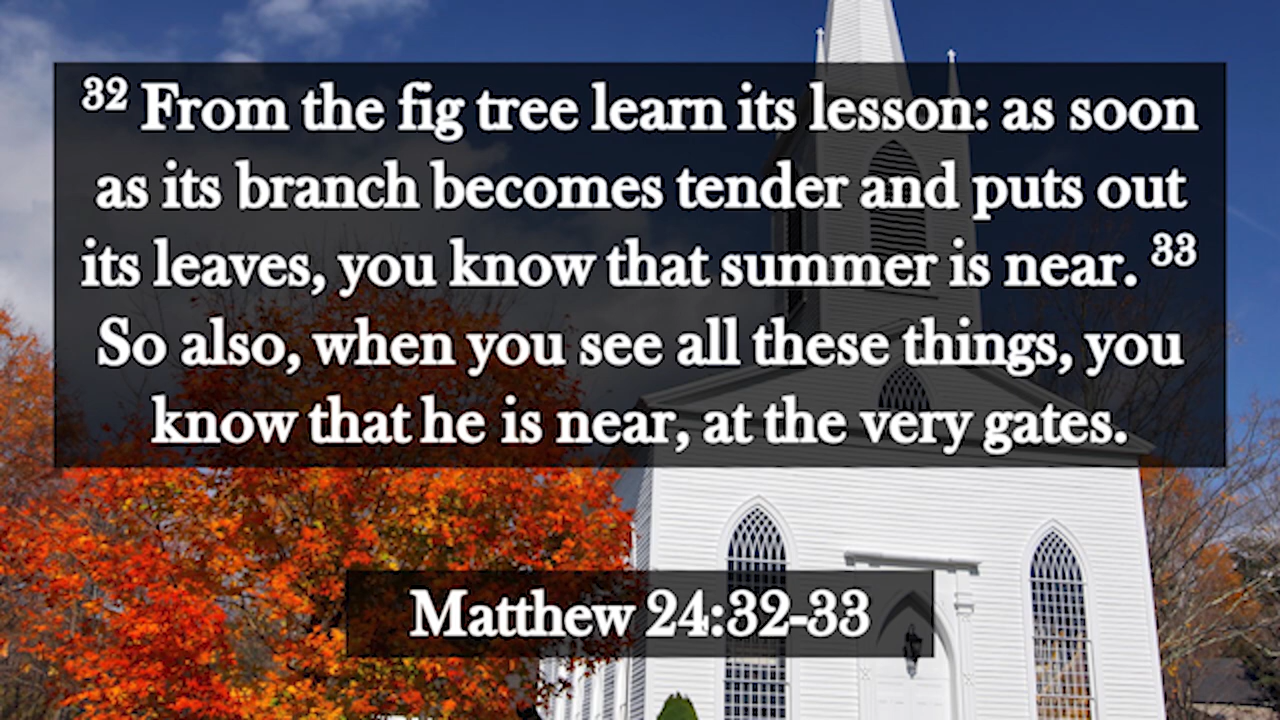 32 From the fig tree learn its lesson: as soon
as its branch becomes tender and puts out
its leaves, you know that summer is near. 33
So also, when you see all these things, you
know that he is near, at the very gates.
Matthew 24:32-33